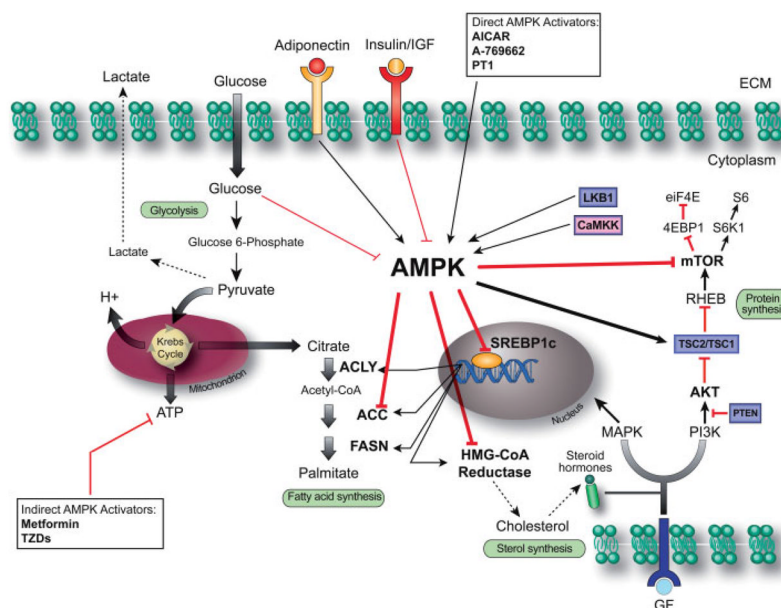 Direct AMPK Activators:
AICAR
A-769662
PT1
Adiponectin
Insulin/IGF
Lactate
Glucose
ECM
Cytoplasm
Glucose
Glycolysis
Glucose 6-Phosphate
Lactate
Pyruvate
H+
Krebs
Cycle
Mitochondrion
ATP
Indirect AMPK Activators:
Metformin
TZDs
LKB1
CaMKK
AMPK
eiF4E
S6
4EBP1
S6K1
mTOR
RHEB
Protein
synthesis
TSC2/TSC1
AKT
PTEN
PI3K
MAPK
SREBP1c
Nucleus
Citrate
ACLY
Acetyl-CoA
ACC
FASN
Palmitate
Fatty acid synthesis
HMG-CoA
Reductase
Steroid
hormones
Cholesterol
Sterol synthesis
GF